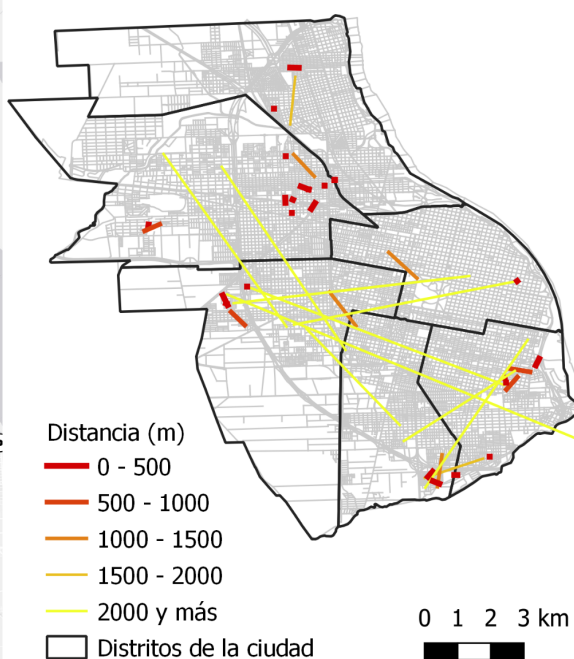 Distancia (m)
0 - 500
500 - 1000
1000 - 1500
1500 - 2000
2000 y más
Distritos de la ciudad
0 1 2 3 km